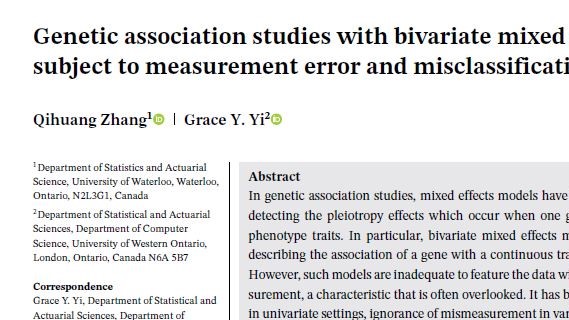 Genetic association studies with bivariate mixed
subject to measurement error and misclassificati
Qihuang Zhang¹ | Grace Y. Yi²
¹Department of Statistics and Actuarial
Science, University of Waterloo, Waterloo,
Ontario, N2L3G1, Canada
²Department of Statistical and Actuarial
Sciences, Department of Computer
Science, University of Western Ontario,
London, Ontario, Canada N6A 5B7
Correspondence
Grace Y. Yi, Department of Statistical and
Actuarial Sciences, Department of
Abstract
In genetic association studies, mixed effects models have
detecting the pleiotropy effects which occur when one g
phenotype traits. In particular, bivariate mixed effects m
describing the association of a gene with a continuous tra
However, such models are inadequate to feature the data w
surement, a characteristic that is often overlooked. It has b
in univariate settings, ignorance of mismeasurement in var